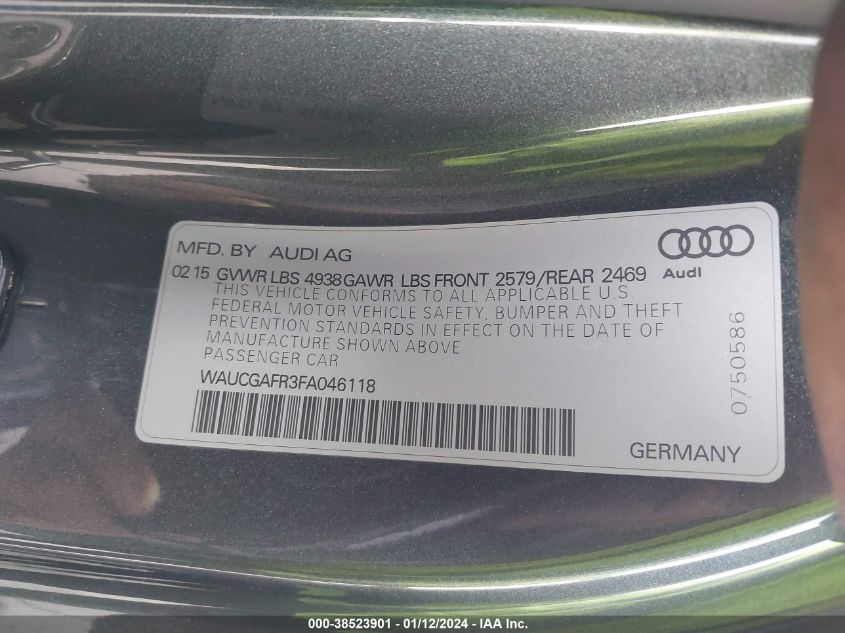 MFD. BY AUDI AG
Audi
02 15 GVWR LBS 4938 GAWR LBS FRONT 2579/REAR 2469
THIS VEHICLE CONFORMS TO ALL APPLICABLE U.S.
FEDERAL MOTOR VEHICLE SAFETY, BUMPER AND THEFT
PREVENTION STANDARDS IN EFFECT ON THE DATE OF
MANUFACTURE SHOWN ABOVE
PASSENGER CAR
WAUCGAFR3FA046118
0750586
GERMANY
000-38523901 - 01/12/2024 - IAA Inc.